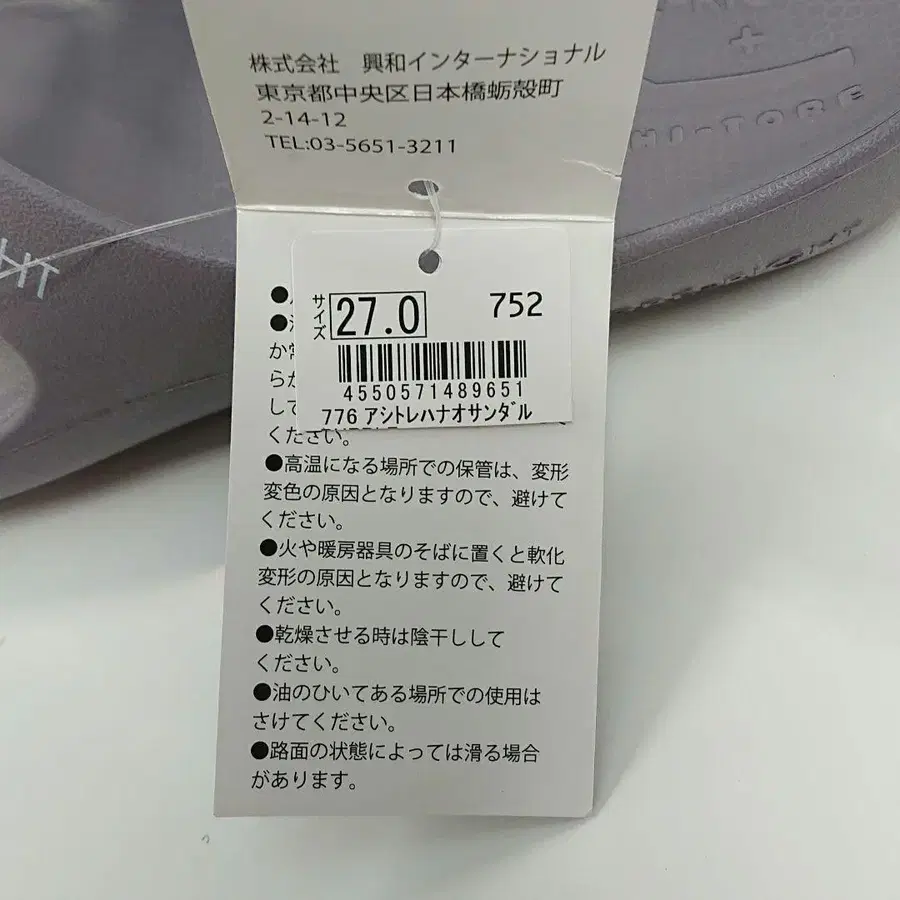 株式会社　興和インターナショナル
東京都中央区日本橋蛎殻町
2-14-12
TEL:03-5651-3211
+
HI-TORE
HT
サイズ 27.0 752
4550571489651
776 アシトレハナオサンダル
●
●
か
ら
して
ください。
●高温になる場所での保管は、変形
変色の原因となりますので、避けて
ください。
●火や暖房器具のそばに置くと軟化
変形の原因となりますので、避けて
ください。
●乾燥させる時は陰干しして
ください。
●油のひいてある場所での使用は
さけてください。
●路面の状態によっては滑る場合
があります。